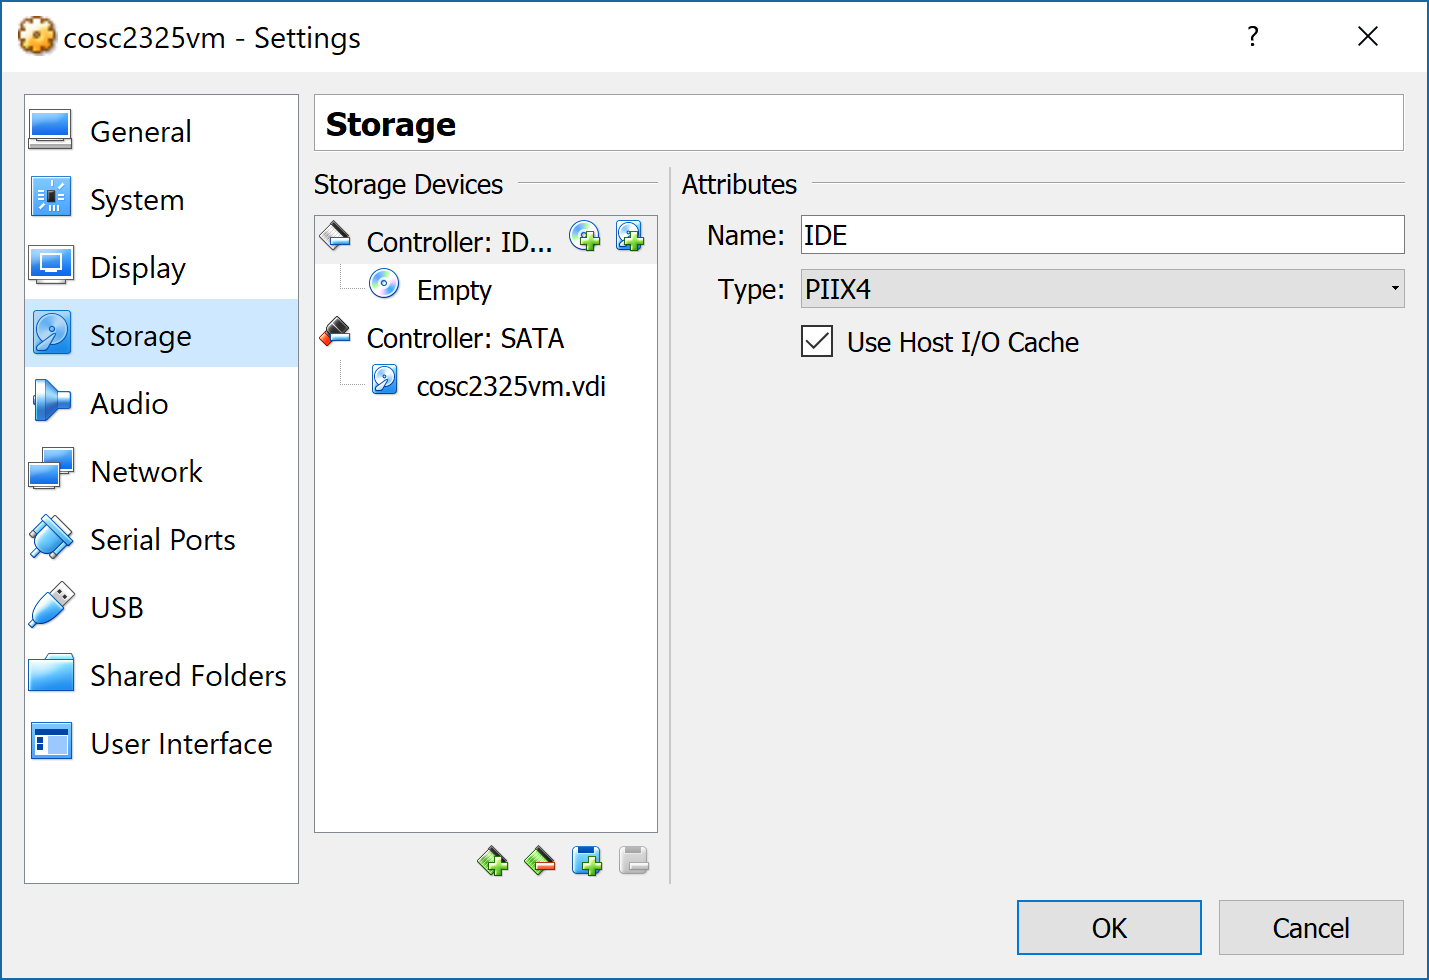 cosc2325vm - Settings
?
General
System
Display
Storage
Audio
Network
Serial Ports
USB
Shared Folders
User Interface
Storage
Storage Devices
Controller: ID...
Empty
Controller: SATA
cosc2325vm.vdi
Attributes
Name: IDE
Type: PIIX4
Use Host I/O Cache
OK
Cancel